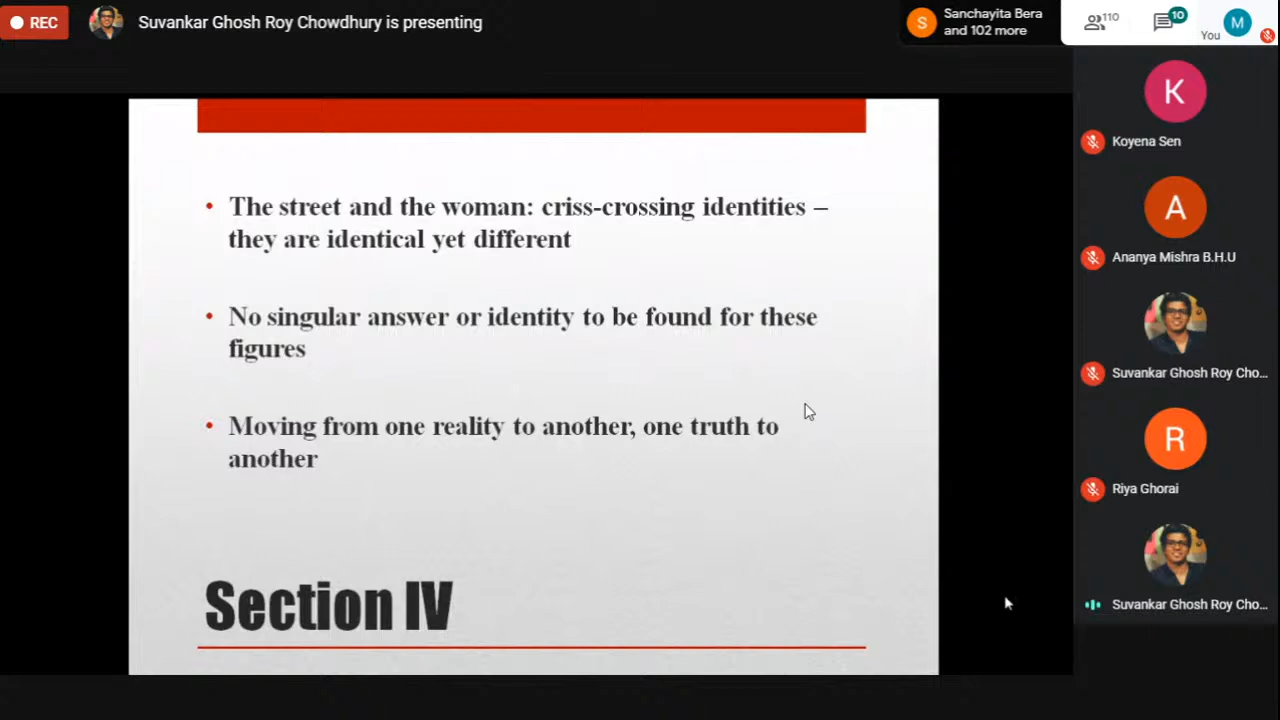 REC
Suvankar Ghosh Roy Chowdhury is presenting
S
Sanchayita Bera
and 102 more
110
10
You
M
• The street and the woman: criss-crossing identities –
they are identical yet different
• No singular answer or identity to be found for these
figures
• Moving from one reality to another, one truth to
another
Section IV
K
Koyena Sen
A
Ananya Mishra B.H.U
Suvankar Ghosh Roy Cho...
R
Riya Ghorai
Suvankar Ghosh Roy Cho...